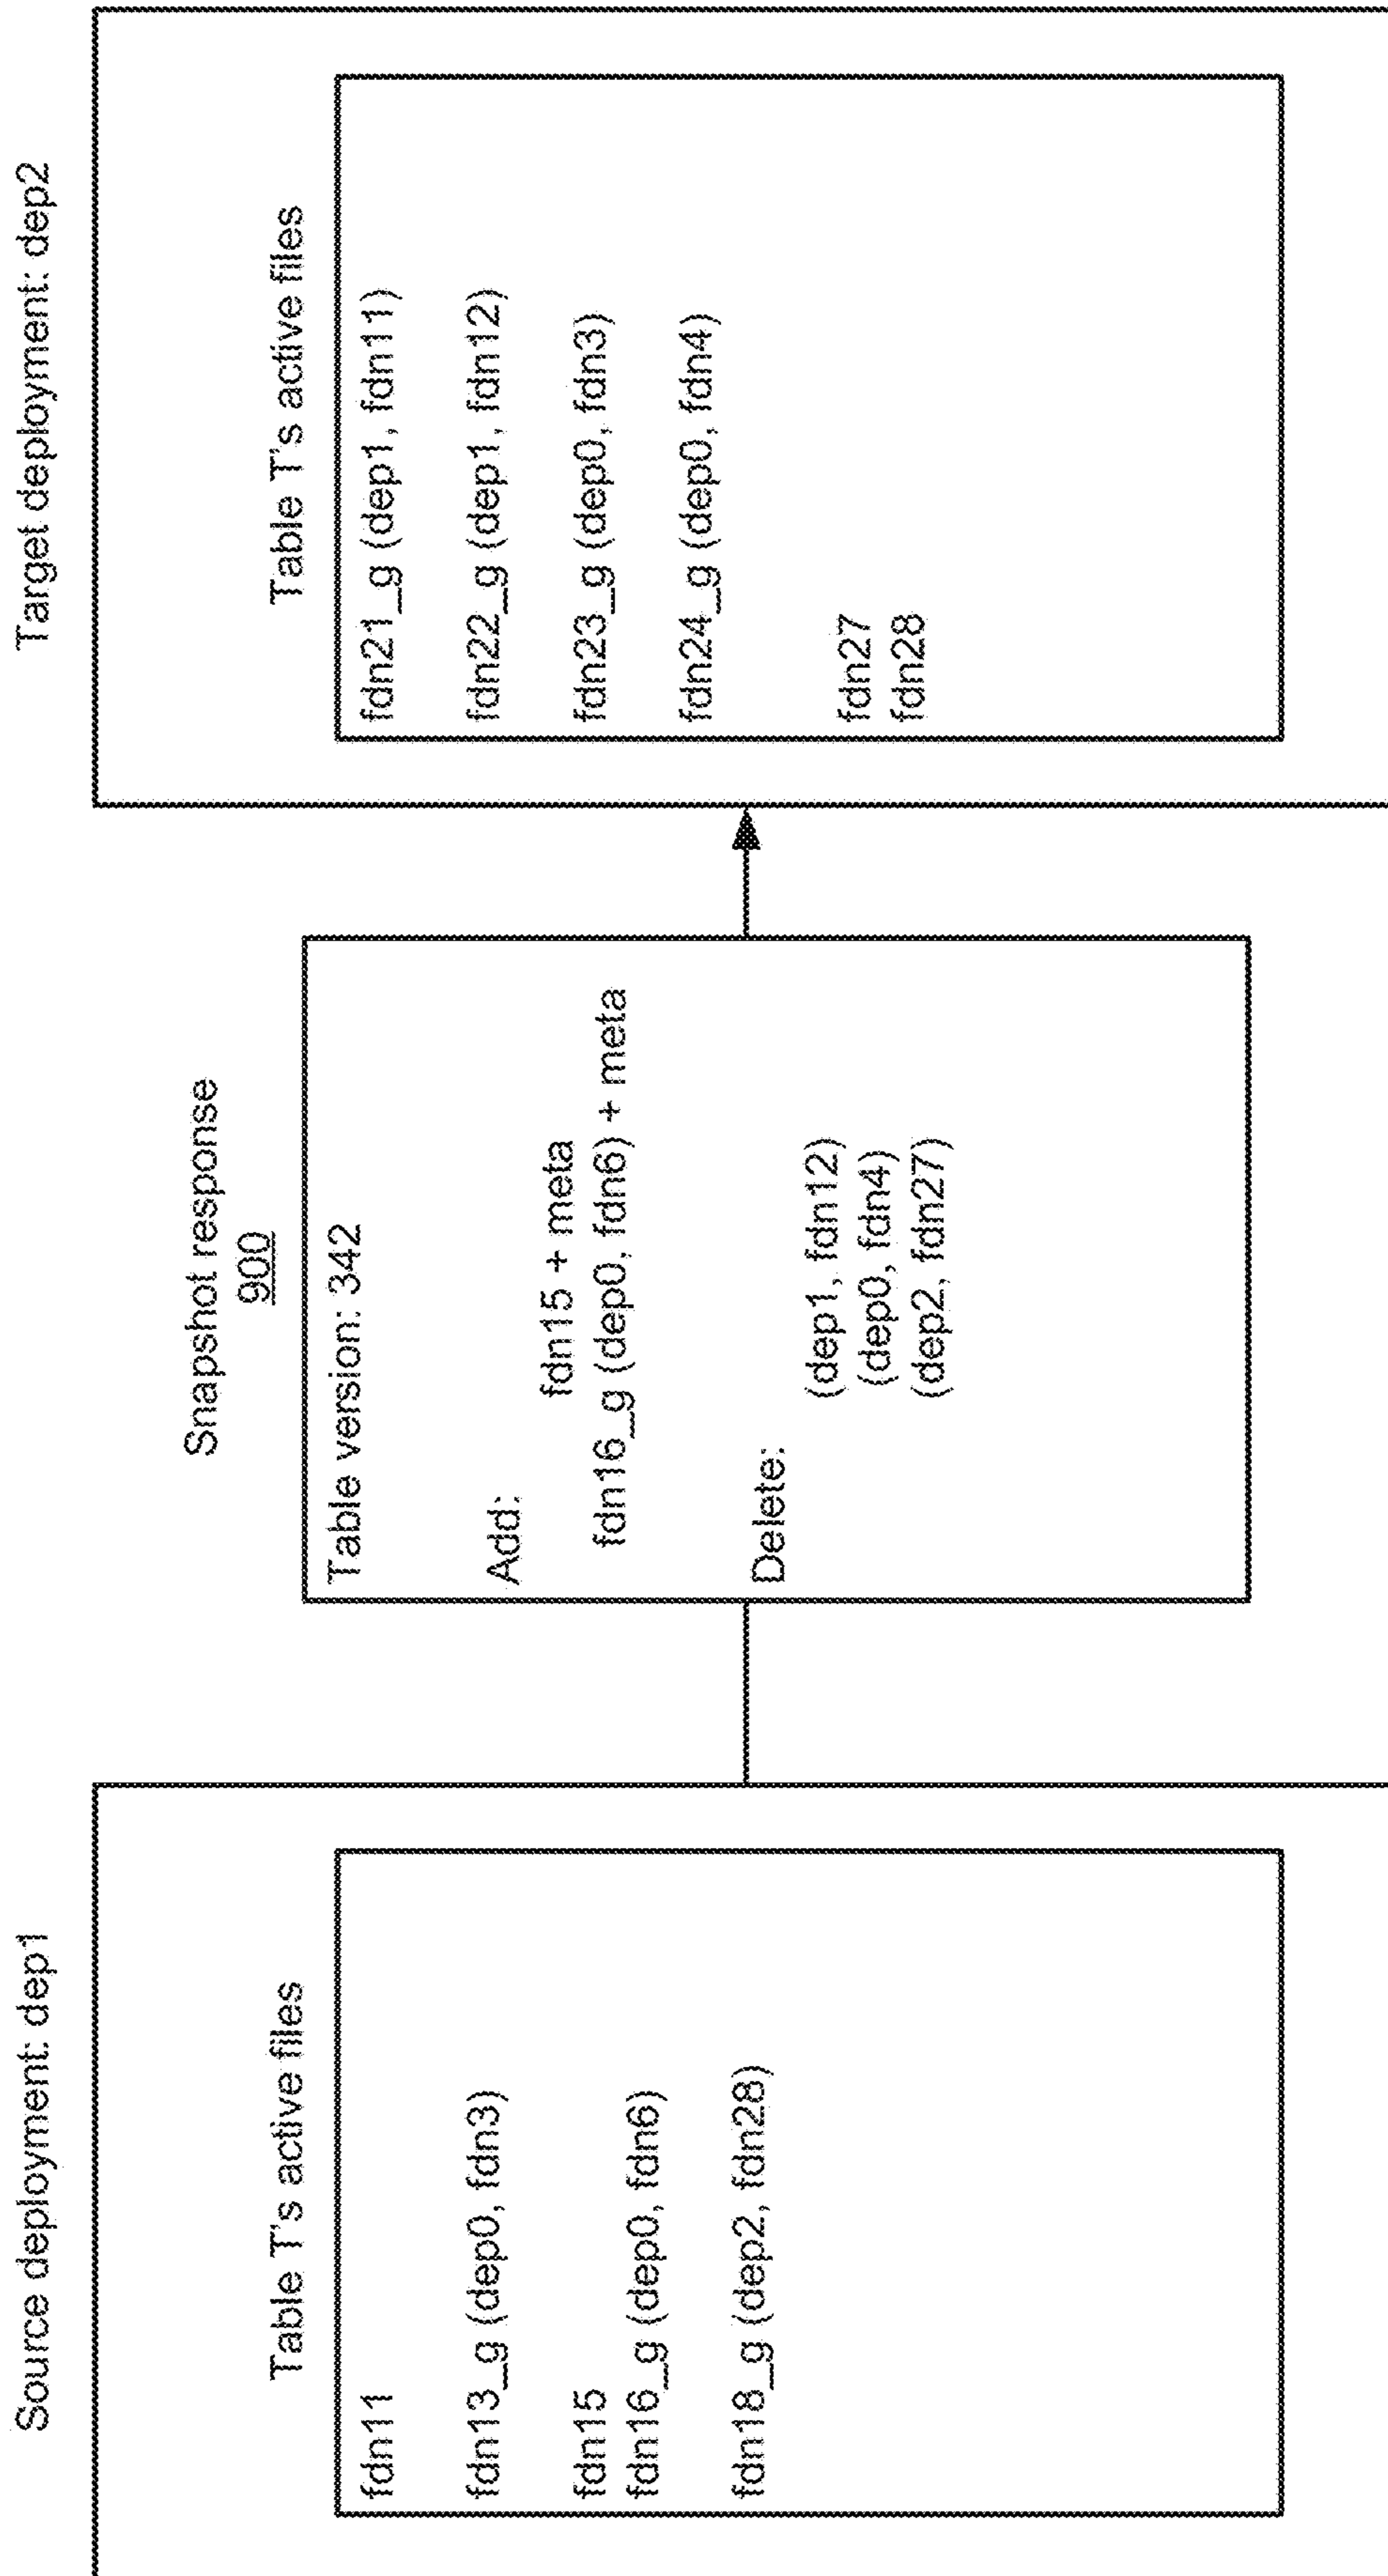 Source deployment: dep1
Table T's active files
fdn11
fdn13_g (dep0, fdn3)
fdn15
fdn16_g (dep0, fdn6)
fdn18_g (dep2, fdn28)
Snapshot response
900
Table version: 342
Add:
fdn15 + meta
fdn16_g (dep0, fdn6) + meta
Delete:
(dep1, fdn12)
(dep0, fdn4)
(dep2, fdn27)
Target deployment: dep2
Table T's active files
fdn21_g (dep1, fdn11)
fdn22_g (dep1, fdn12)
fdn23_g (dep0, fdn3)
fdn24_g (dep0, fdn4)
fdn27
fdn28